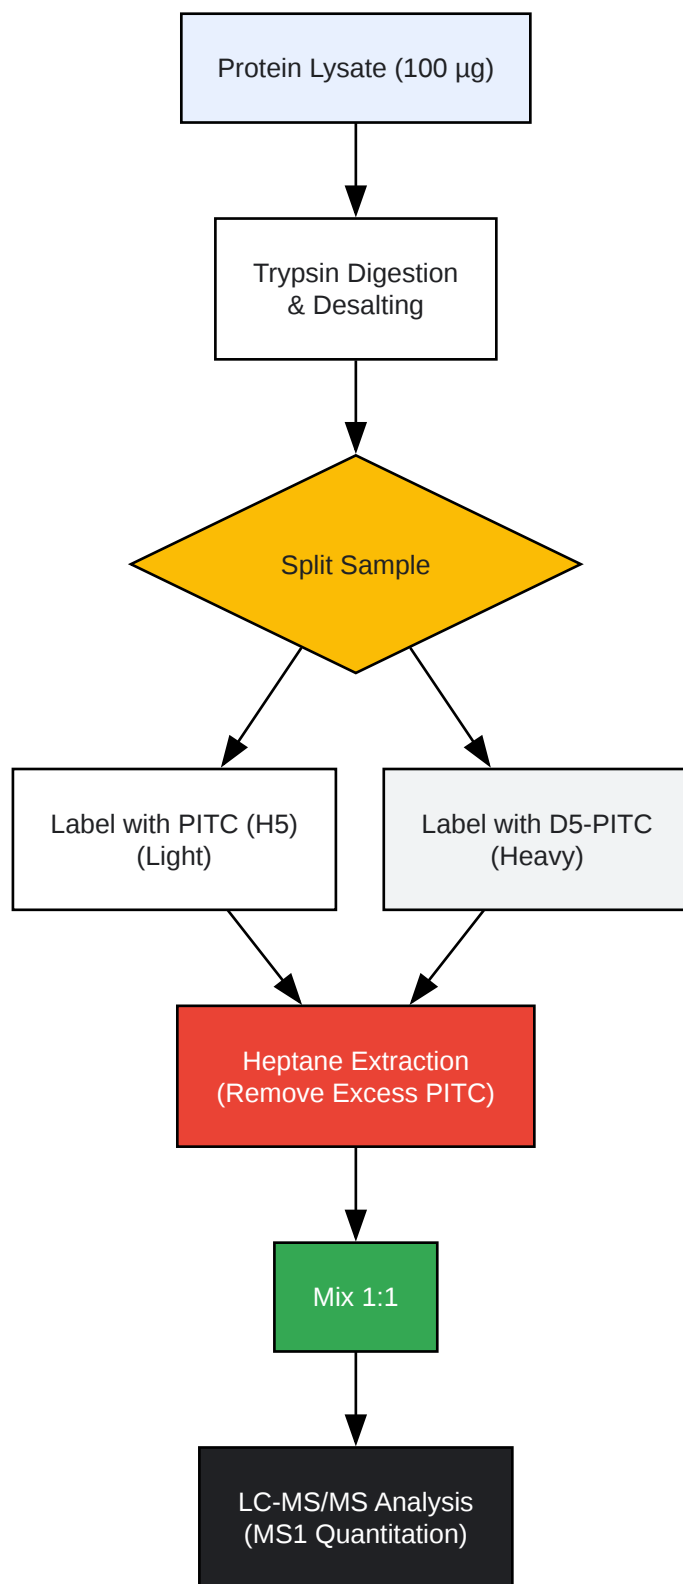 Protein Lysate (100 µg)
Trypsin Digestion
& Desalting
Split Sample
Label with PITC (H5)
(Light)
Label with D5-PITC
(Heavy)
Heptane Extraction
(Remove Excess PITC)
Mix 1:1
LC-MS/MS Analysis
(MS1 Quantitation)